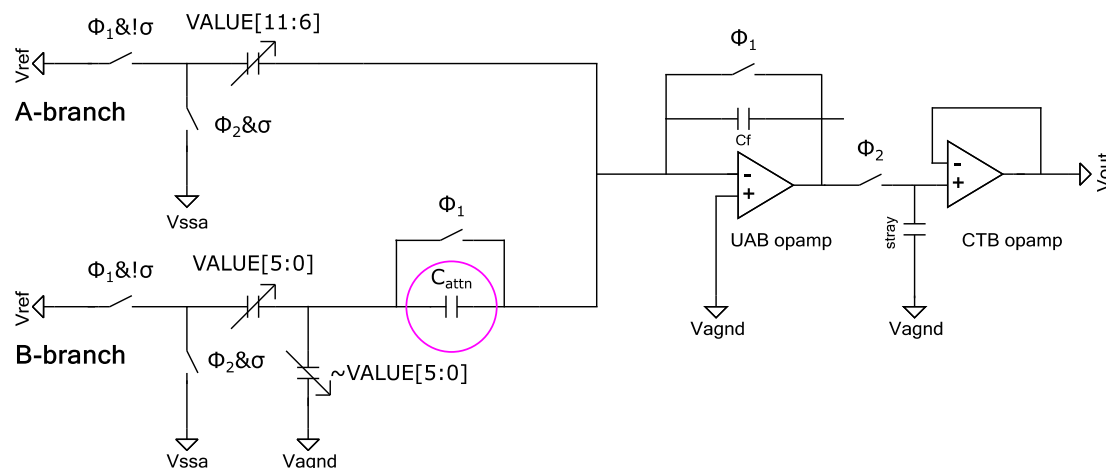 Φ1&!σ
VALUE[11:6]
Vref
A-branch
Φ2&σ
Vssa
Φ1
Cf
UAB opamp
Φ2
stray
CTB opamp
Vout
Vagnd
Vagnd
Φ1
Φ1&!σ
VALUE[5:0]
Cattn
Vref
B-branch
Φ2&σ
~VALUE[5:0]
Vssa
Vagnd
-
+
-
+